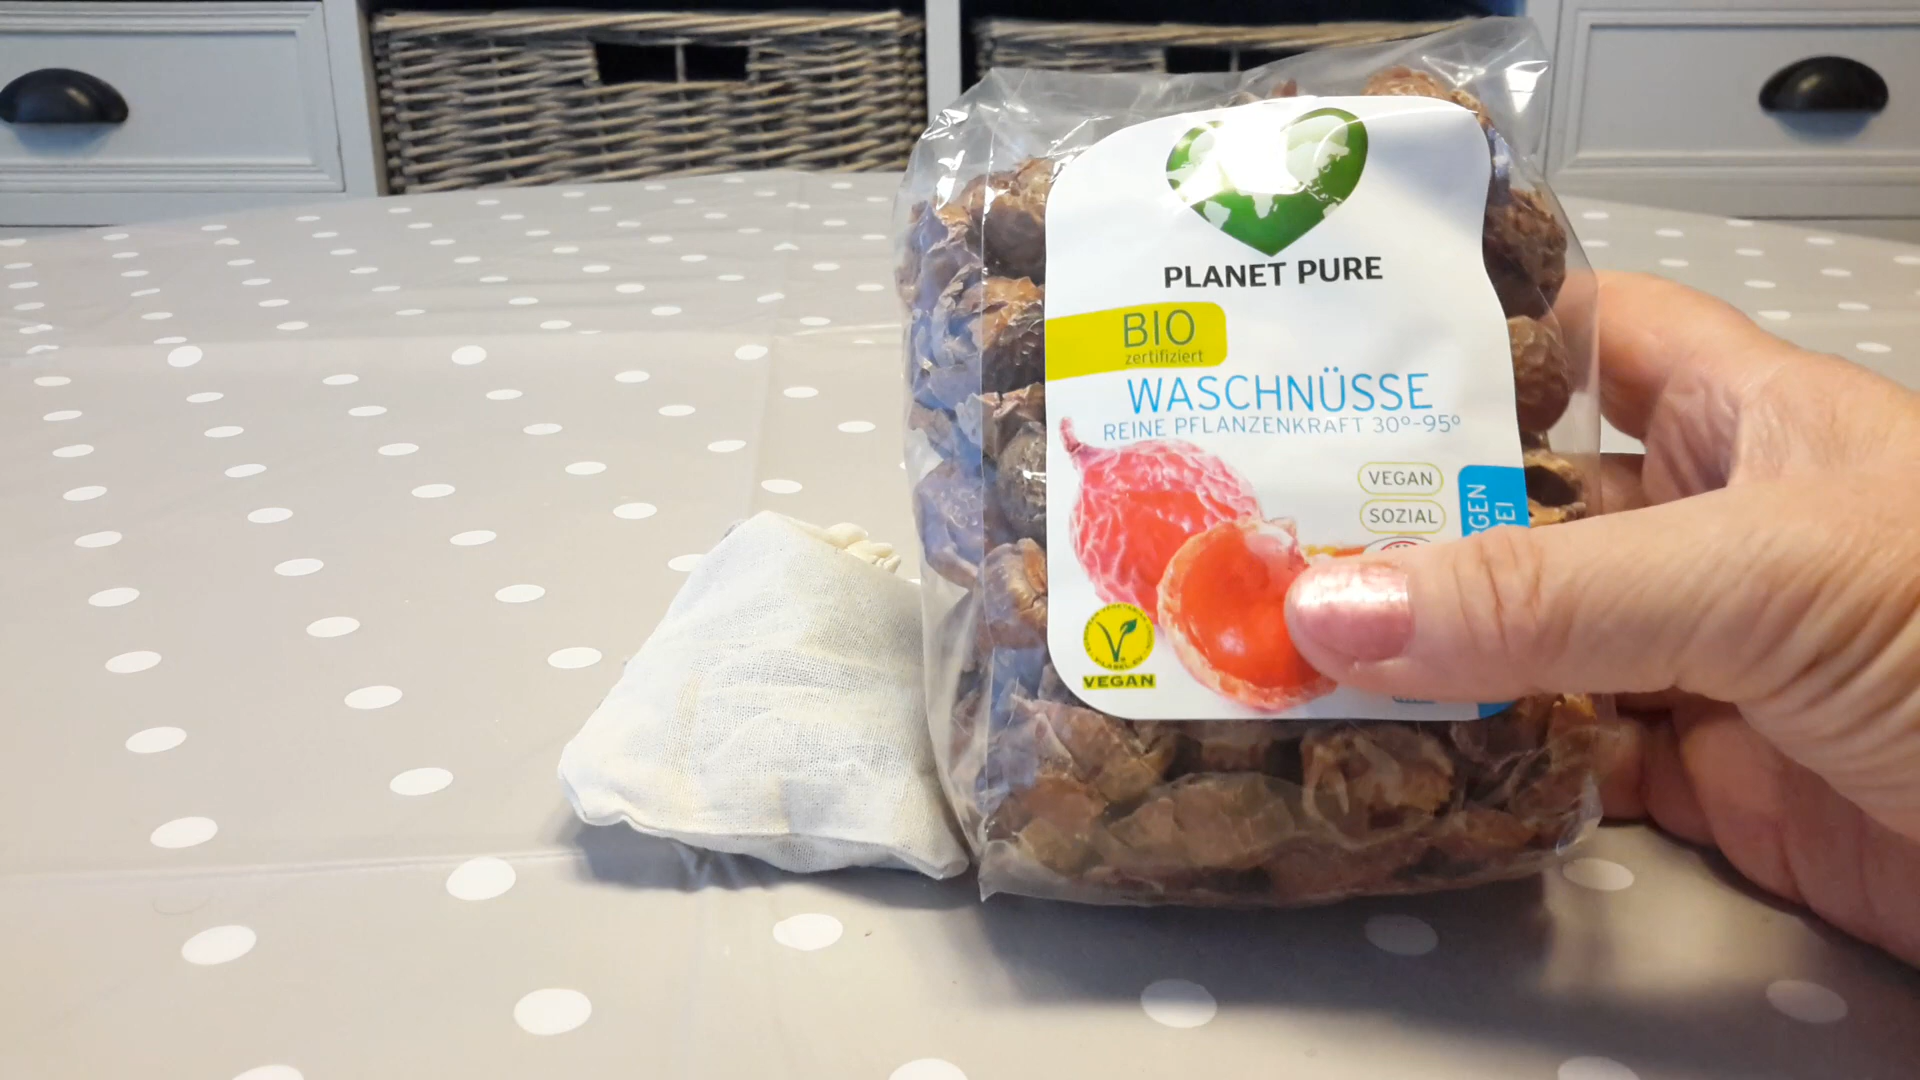 PLANET PURE
BIO
zertifiziert
WASCHNÜSSE
REINE PFLANZENKRAFT 30°-95°
VEGAN
SOZIAL
VEGAN